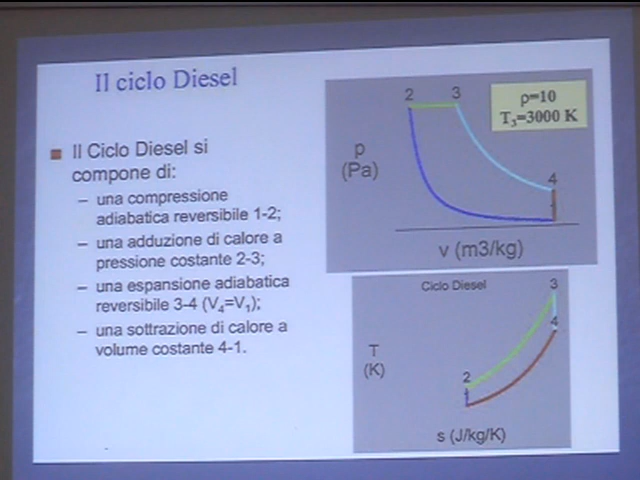 Il ciclo Diesel
Il Ciclo Diesel si
compone di:
– una compressione
adiabatica reversibile 1-2;
– una adduzione di calore a
pressione costante 2-3;
– una espansione adiabatica
reversibile 3-4 (V₄=V₁);
– una sottrazione di calore a
volume costante 4-1.
2 3
ρ=10
T₃=3000 K
p
(Pa)
4
1
v (m3/kg)
Ciclo Diesel
3
4
T
(K)
2
1
s (J/kg/K)